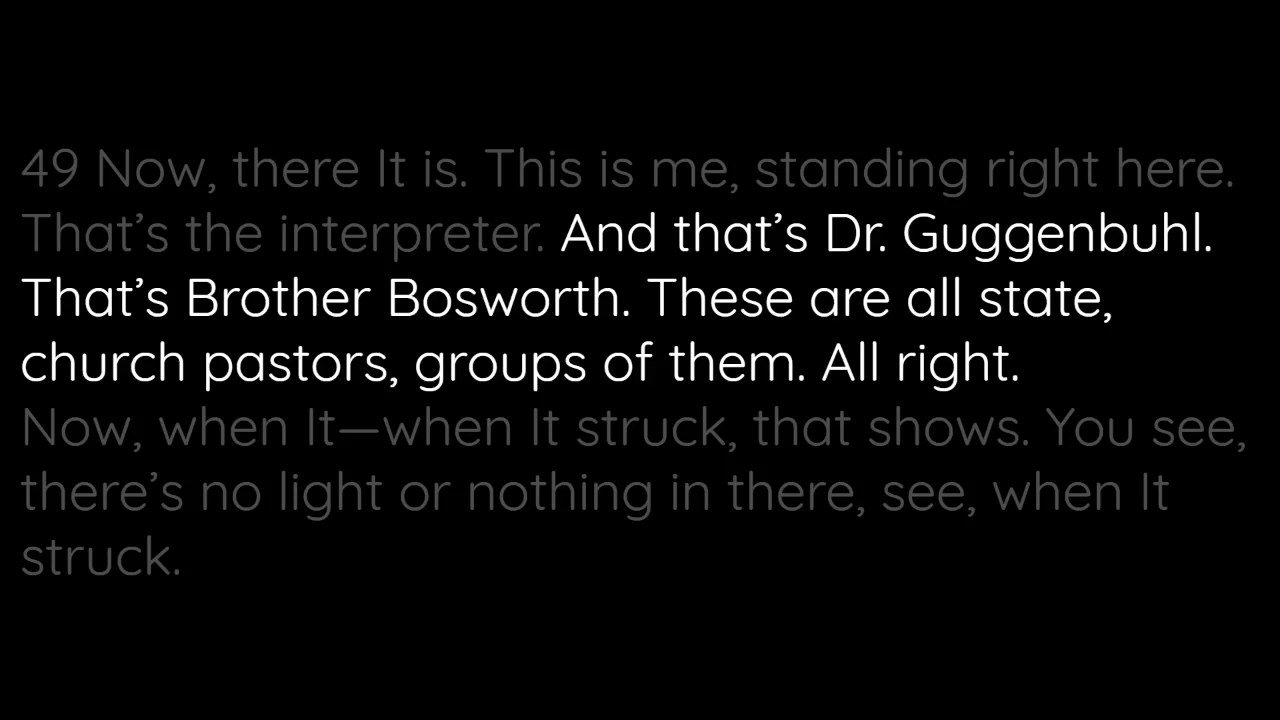 49 Now, there It is. This is me, standing right here.
That’s the interpreter. And that’s Dr. Guggenbuhl.
That’s Brother Bosworth. These are all state,
church pastors, groups of them. All right.
Now, when It—when It struck, that shows. You see,
there’s no light or nothing in there, see, when It
struck.